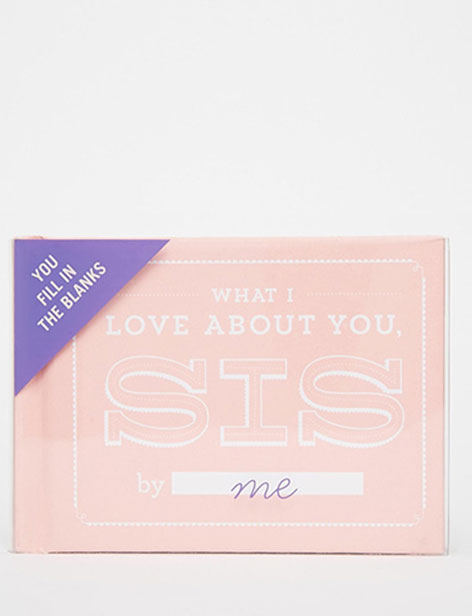 YOU
FILL IN
THE BLANKS
WHAT I
LOVE ABOUT YOU,
SIS
by me